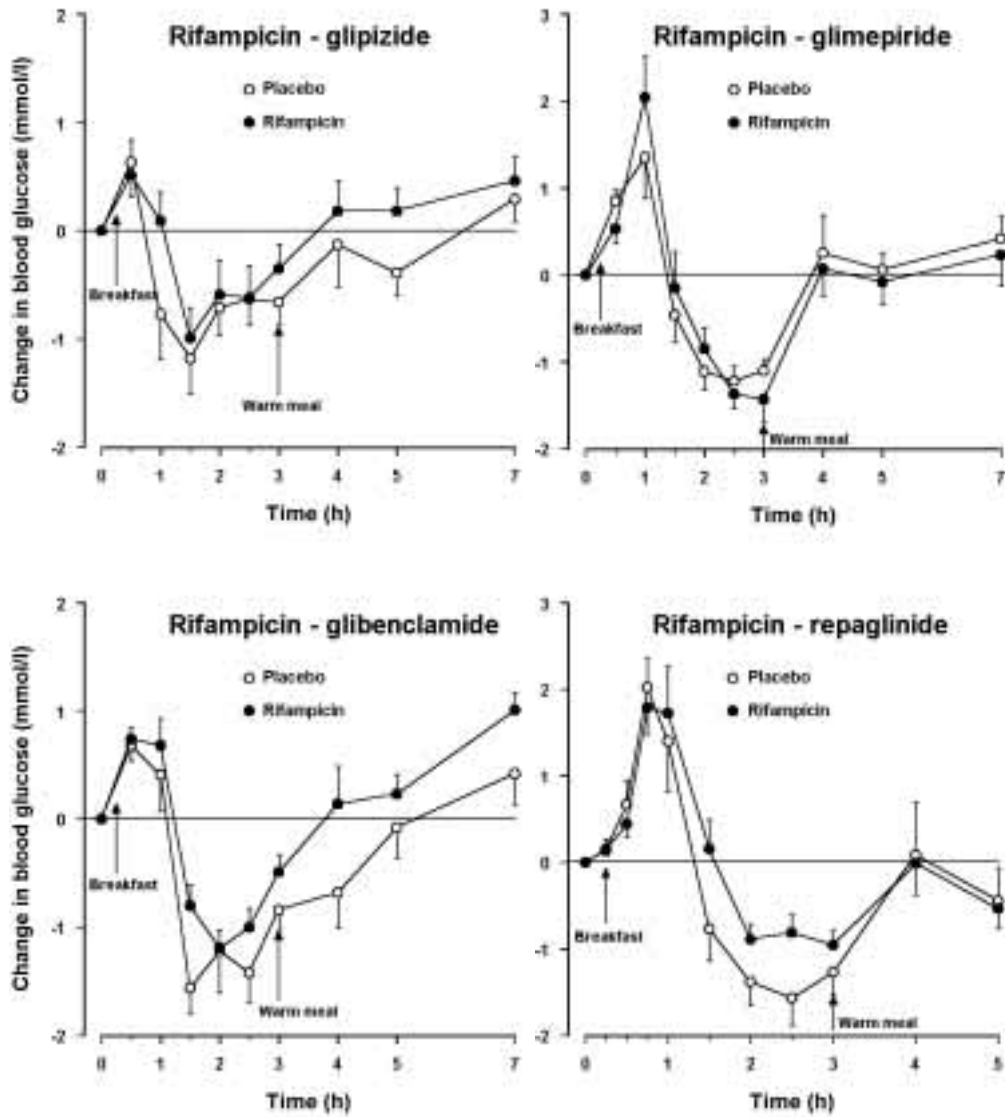 Rifampicin - glipizide
Placebo
Rifampicin
Change in blood glucose (mmol/l)
2
1
0
-1
-2
Breakfast
Warm meal
0 1 2 3 4 5 7
Time (h)
Rifampicin - glimepiride
Placebo
Rifampicin
3
2
1
0
-1
-2
Breakfast
Warm meal
0 1 2 3 4 5 7
Time (h)
Rifampicin - glibenclamide
Placebo
Rifampicin
Change in blood glucose (mmol/l)
2
1
0
-1
-2
Breakfast
Warm meal
0 1 2 3 4 5 7
Time (h)
Rifampicin - repaglinide
Placebo
Rifampicin
3
2
1
0
-1
-2
Breakfast
Warm meal
0 1 2 3 4 5
Time (h)